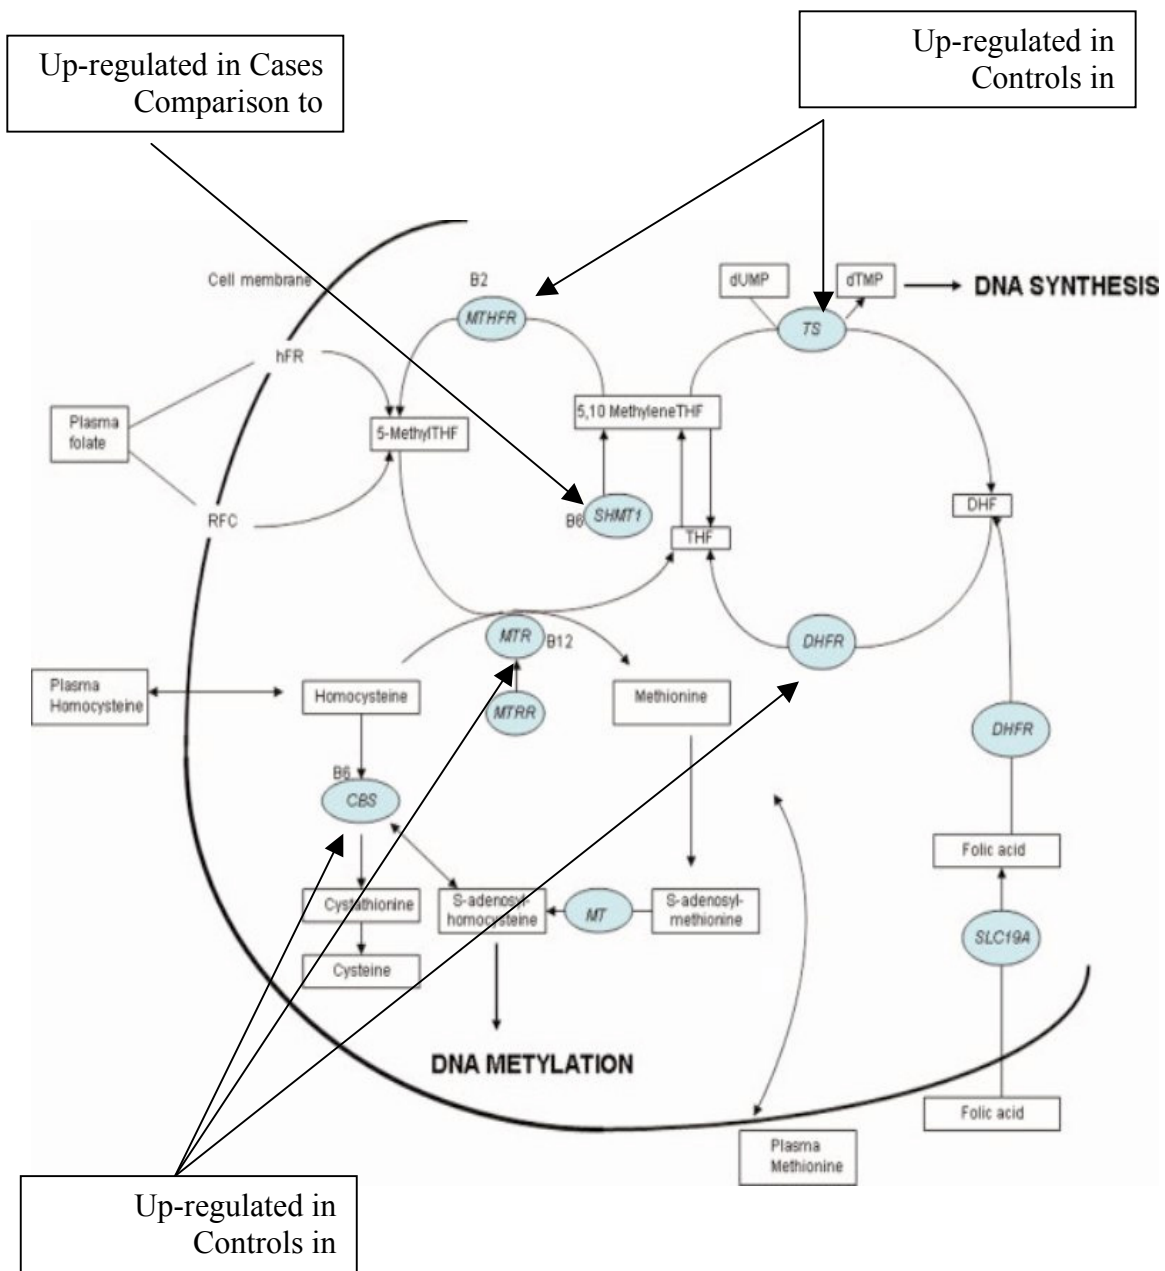 Up-regulated in Cases
Comparison to
Up-regulated in
Controls in
Cell membrane
B2
MTHFR
dUMP
dTMP
DNA SYNTHESIS
TS
hFR
Plasma
folate
5-MethylTHF
5,10 MethyleneTHF
RFC
B6
SHMT1
THF
DHF
MTR
B12
DHFR
Plasma
Homocysteine
Homocysteine
MTRR
Methionine
DHFR
B6
CBS
Folic acid
Cystathionine
S-adenosyl-
homocysteine
MT
S-adenosyl-
methionine
SLC19A
Cysteine
DNA METYLATION
Folic acid
Plasma
Methionine
Up-regulated in
Controls in